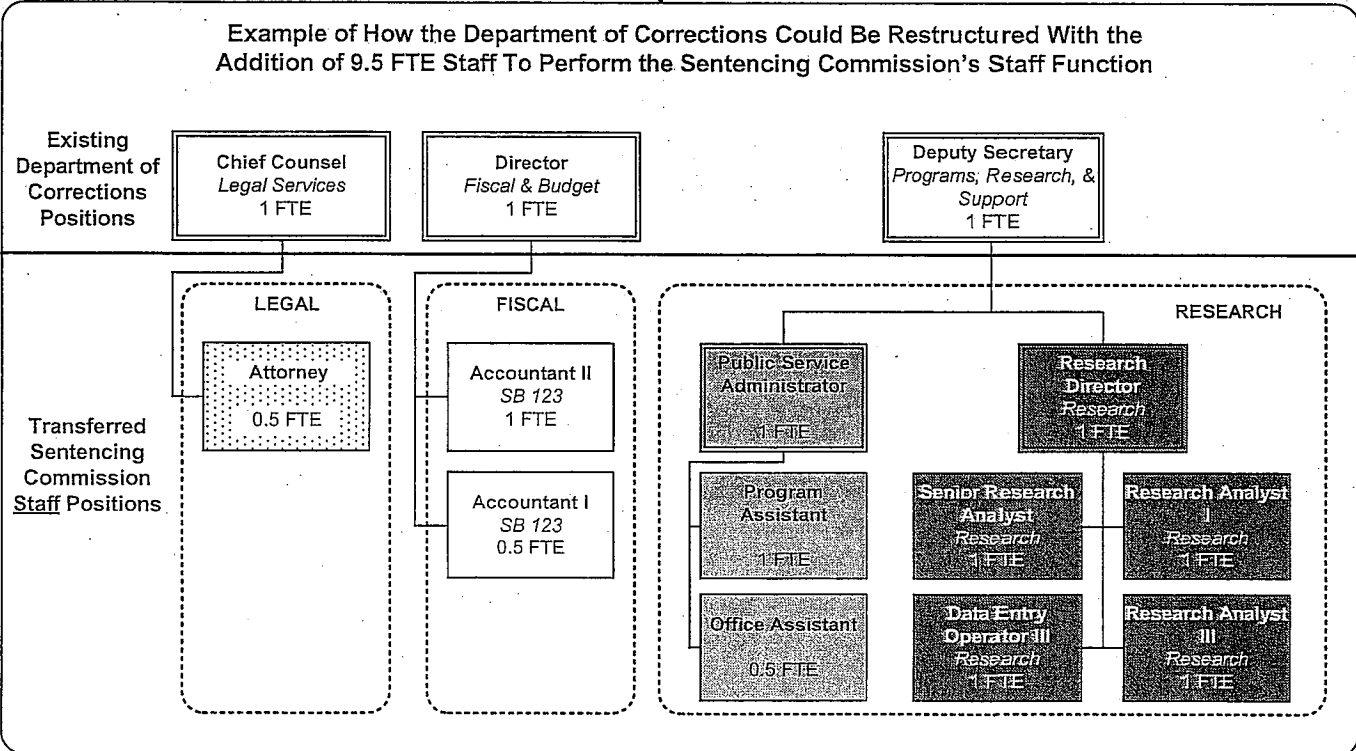 Example of How the Department of Corrections Could Be Restructured With the
Addition of 9.5 FTE Staff To Perform the Sentencing Commission's Staff Function
Existing
Department of
Corrections
Positions
Chief Counsel
Legal Services
1 FTE
Director
Fiscal & Budget
1 FTE
Deputy Secretary
Programs, Research, &
Support
1 FTE
Transferred
Sentencing
Commission
Staff Positions
LEGAL
Attorney
0.5 FTE
FISCAL
Accountant II
SB 123
1 FTE
Accountant I
SB 123
0.5 FTE
RESEARCH
Public Service
Administrator
1 FTE
Program
Assistant
1 FTE
Office Assistant
0.5 FTE
Research
Director
Research
1 FTE
Senior Research
Analyst
Research
1 FTE
Research Analyst
I
Research
1 FTE
Data Entry
Operator III
Research
1 FTE
Research Analyst
III
Research
1 FTE